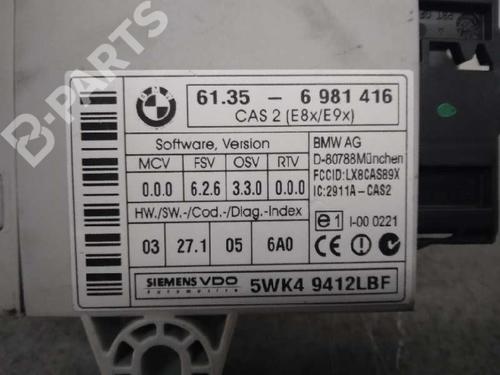 B-PARTS
BMW
61.35 - 6 981 416
CAS 2 (E8x/E9x)
Software, Version
MCV FSV OSV RTV
0.0.0 6.2.6 3.3.0 0.0.0
HW./SW.-/Cod.-/Diag.-Index
03 27.1 05 6A0
BMW AG
D-80788München
FCCID:LX8CAS89X
IC:2911A-CAS2
e1 I-00 0221
CE
SIEMENS VDO
Automotive
5WK4 9412LBF